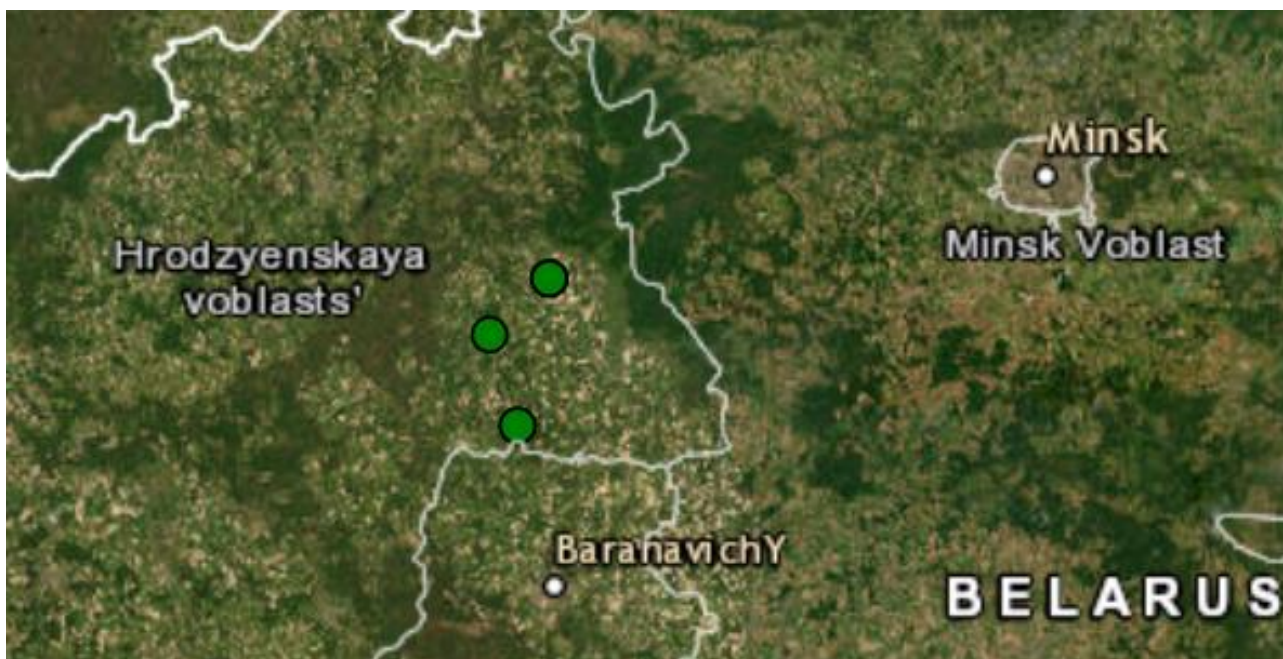 Minsk
Minsk Voblast
Hrodzyenskaya
voblasts'
BaranavichY
BELARUS